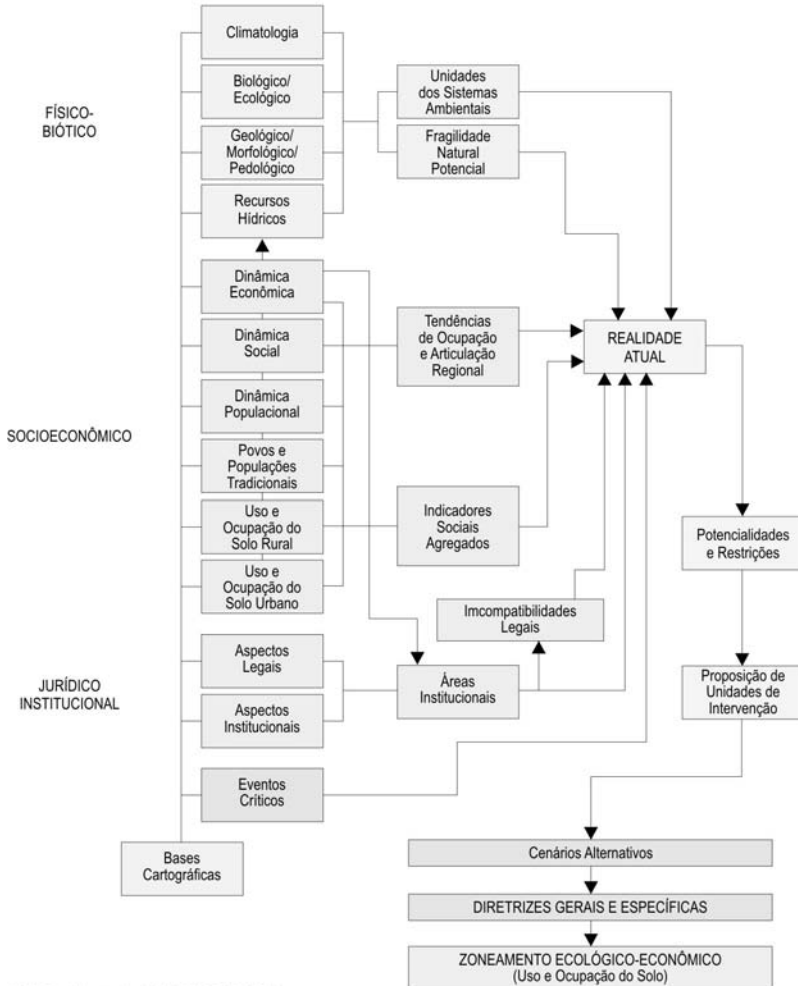 FÍSICO-
BIÓTICO
Climatologia
Biológico/
Ecológico
Geológico/
Morfológico/
Pedológico
Recursos
Hídricos
Unidades
dos Sistemas
Ambientais
Fragilidade
Natural
Potencial
SOCIOECONÔMICO
Dinâmica
Econômica
Dinâmica
Social
Dinâmica
Populacional
Povos e
Populações
Tradicionais
Uso e
Ocupação do
Solo Rural
Uso e
Ocupação do
Solo Urbano
Tendências
de Ocupação
e Articulação
Regional
Indicadores
Sociais
Agregados
REALIDADE
ATUAL
Imcompatibilidades
Legais
Potencialidades
e Restrições
JURÍDICO
INSTITUCIONAL
Aspectos
Legais
Aspectos
Institucionais
Áreas
Institucionais
Proposição de
Unidades de
Intervenção
Eventos
Críticos
Bases
Cartográficas
Cenários Alternativos
DIRETRIZES GERAIS E ESPECÍFICAS
ZONEAMENTO ECOLÓGICO-ECONÔMICO
(Uso e Ocupação do Solo)